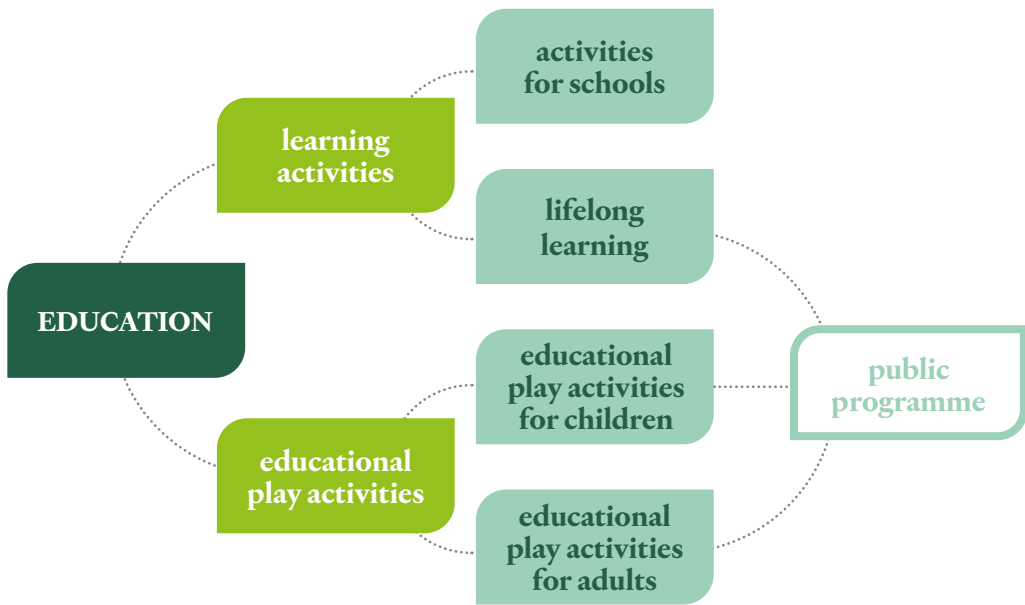 activities
for schools
learning
activities
lifelong
learning
EDUCATION
educational
play activities
for children
public
programme
educational
play activities
educational
play activities
for adults